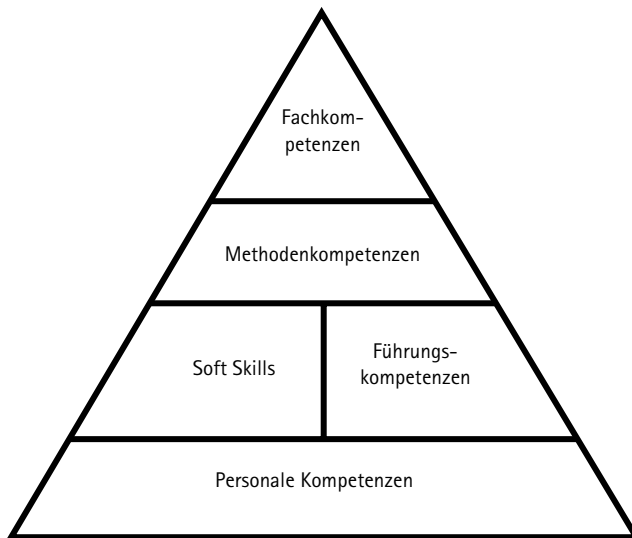 Fachkom-
petenzen
Methodenkompetenzen
Soft Skills
Führungs-
kompetenzen
Personale Kompetenzen